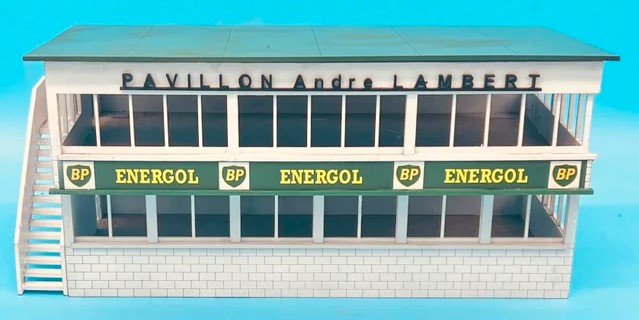 PAVILLON Andre LAMBERT
BP ENERGOL BP ENERGOL BP ENERGOL BP